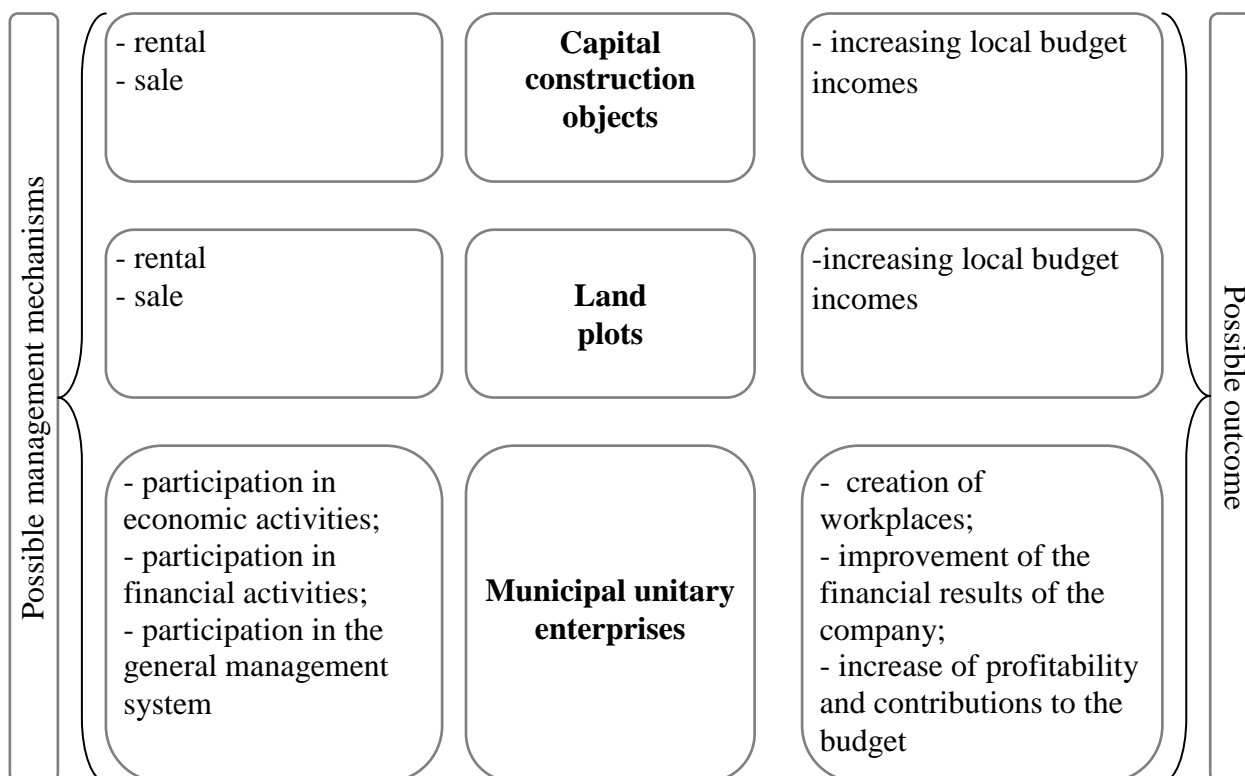 Possible management mechanisms
- rental
- sale
Capital
construction
objects
- increasing local budget
incomes
- rental
- sale
Land
plots
-increasing local budget
incomes
- participation in
economic activities;
- participation in
financial activities;
- participation in the
general management
system
Municipal unitary
enterprises
- creation of
workplaces;
- improvement of the
financial results of the
company;
- increase of profitability
and contributions to the
budget
Possible outcome